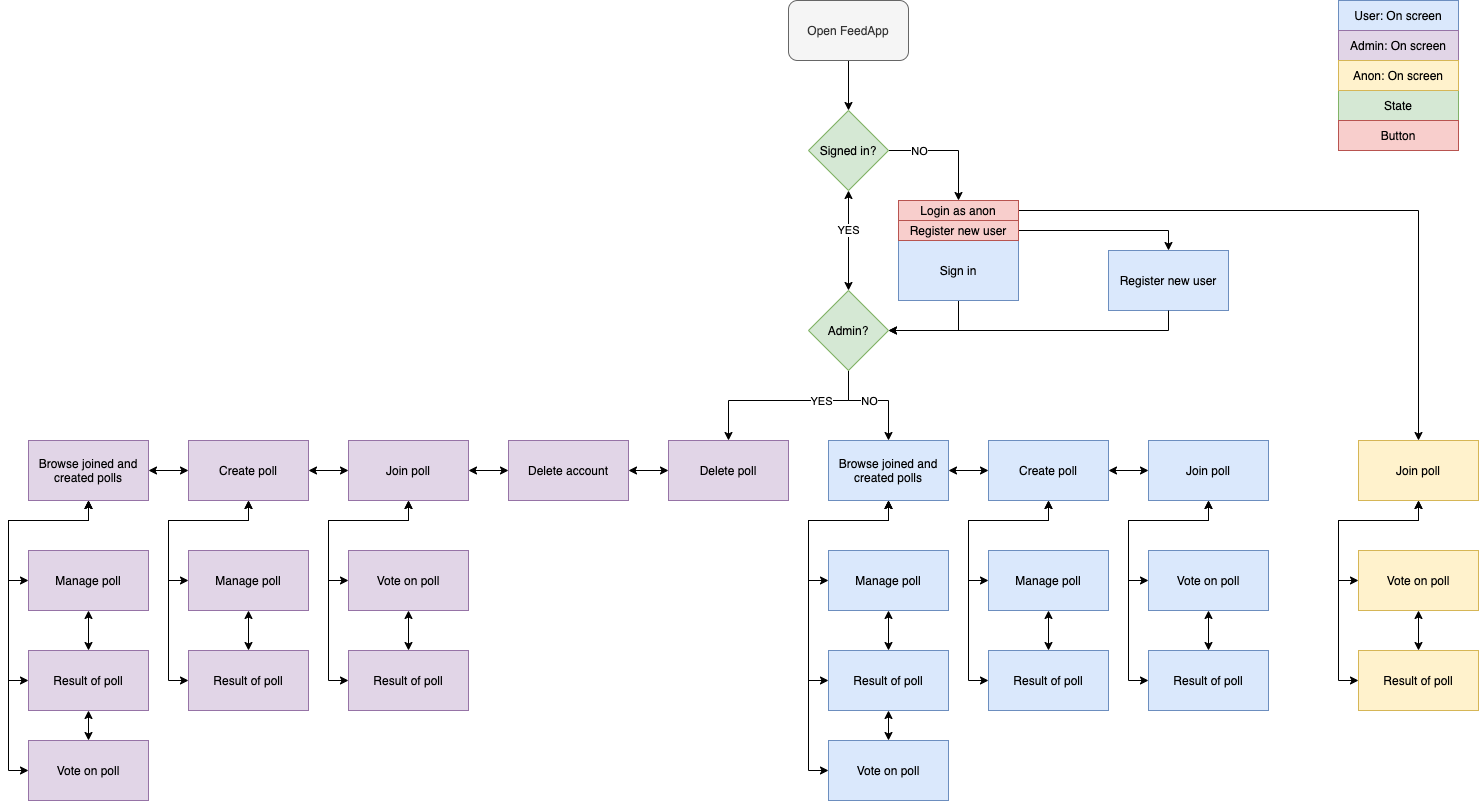 Open FeedApp
User: On screen
Admin: On screen
Anon: On screen
State
Button
Signed in?
NO
Login as anon
Register new user
Sign in
YES
Register new user
Admin?
YES
NO
Browse joined and
created polls
Create poll
Join poll
Delete account
Delete poll
Browse joined and
created polls
Create poll
Join poll
Join poll
Manage poll
Manage poll
Vote on poll
Manage poll
Manage poll
Vote on poll
Vote on poll
Result of poll
Result of poll
Result of poll
Result of poll
Result of poll
Result of poll
Result of poll
Vote on poll
Vote on poll